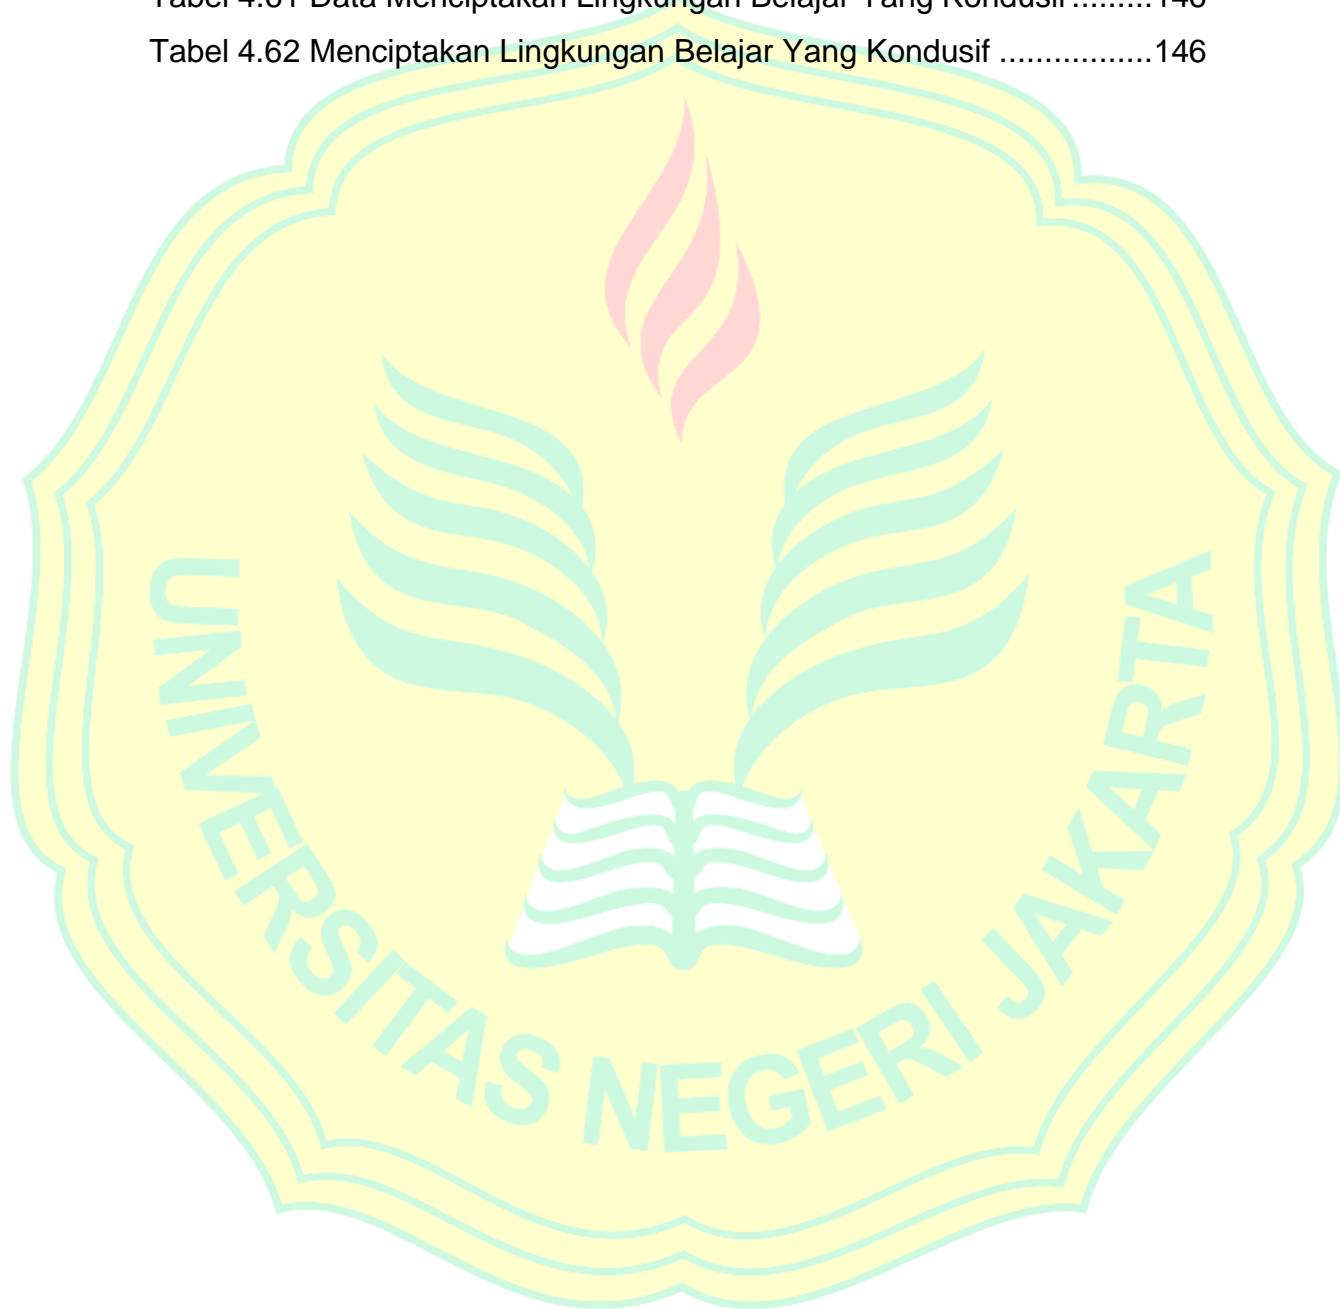 Tabel 4.61 Data Menciptakan Lingkungan Belajar Yang Kondusif.........146
Tabel 4.62 Menciptakan Lingkungan Belajar Yang Kondusif .................146
UNIVERSITAS NEGERI JAKARTA